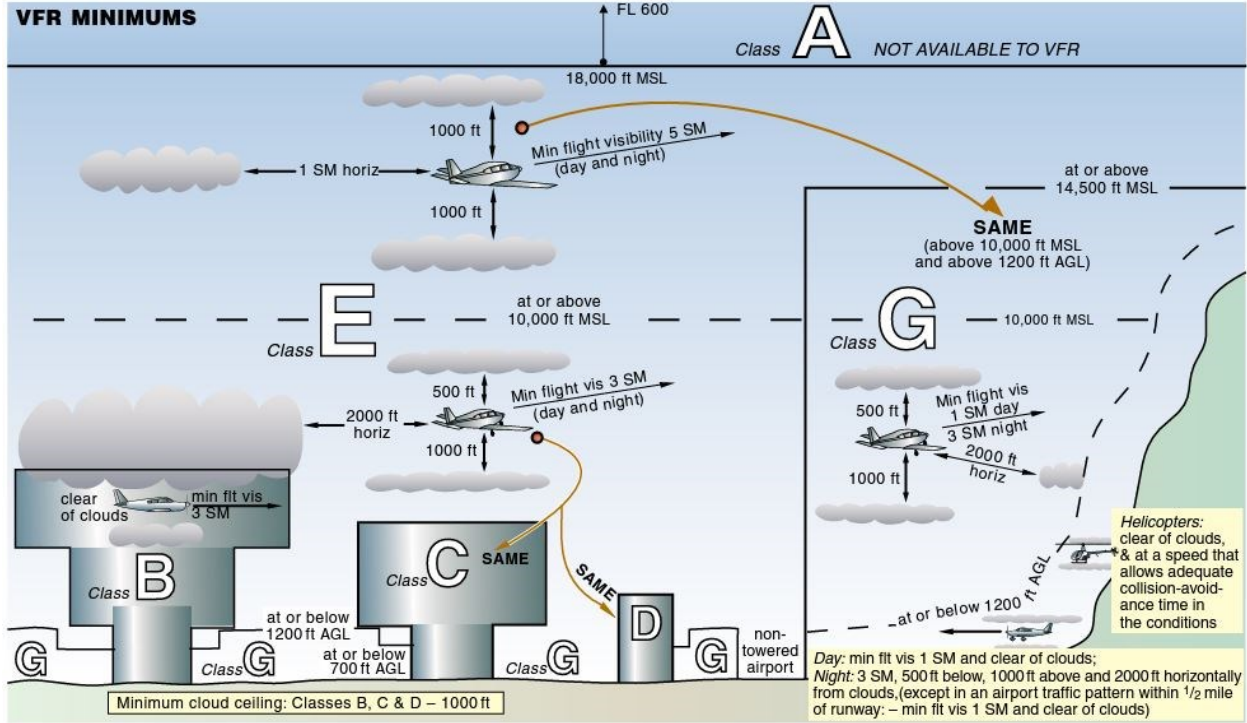 VFR MINIMUMS
FL 600
Class A NOT AVAILABLE TO VFR
18,000 ft MSL
1000 ft
Min flight visibility 5 SM
(day and night)
1 SM horiz
1000 ft
at or above
14,500 ft MSL
SAME
(above 10,000 ft MSL
and above 1200 ft AGL)
Class E
at or above
10,000 ft MSL
Class G
10,000 ft MSL
500 ft
Min flight vis 3 SM
(day and night)
2000 ft
horiz
1000 ft
500 ft
Min flight vis
1 SM day
3 SM night
2000 ft
horiz
1000 ft
clear
of clouds
min flt vis
3 SM
Class B
Class C
SAME
SAME
D
Helicopters:
clear of clouds,
& at a speed that
allows adequate
collision-avoid-
ance time in
the conditions
at or below 1200 ft AGL
G
at or below
1200 ft AGL
Class G
at or below
700 ft AGL
Class G
G
non-
towered
airport
Day: min flt vis 1 SM and clear of clouds;
Night: 3 SM, 500 ft below, 1000 ft above and 2000 ft horizontally
from clouds,(except in an airport traffic pattern within 1/2 mile
of runway: – min flt vis 1 SM and clear of clouds)
Minimum cloud ceiling: Classes B, C & D – 1000 ft